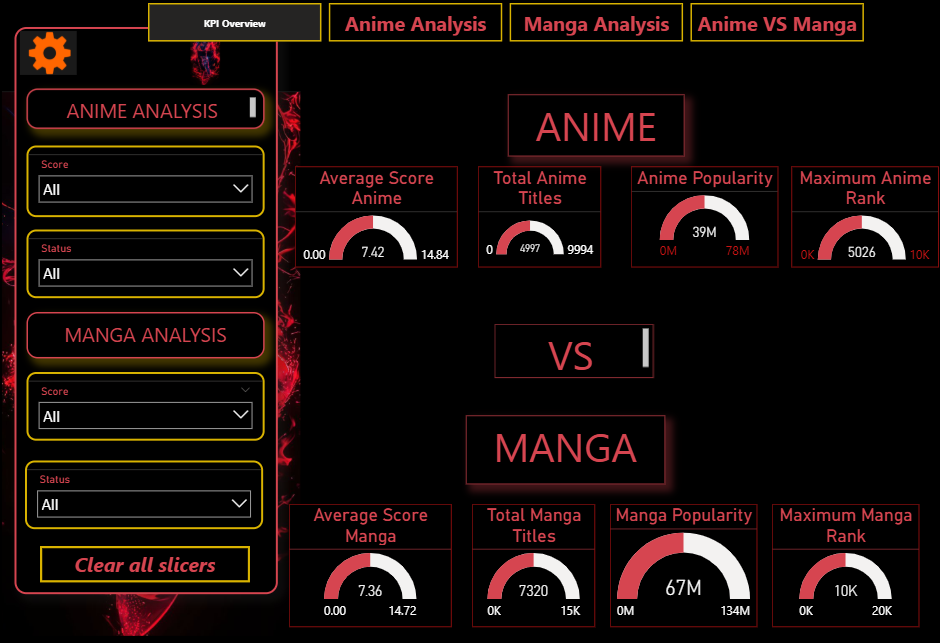 KPI Overview
Anime Analysis
Manga Analysis
Anime VS Manga
ANIME ANALYSIS
Score
All
Status
All
MANGA ANALYSIS
Score
All
Status
All
Clear all slicers
ANIME
Average Score
Anime
0.00
7.42
14.84
Total Anime
Titles
0
4997
9994
Anime Popularity
39M
0M
78M
Maximum Anime
Rank
0K
5026
10K
VS
MANGA
Average Score
Manga
7.36
0.00
14.72
Total Manga
Titles
7320
0K
15K
Manga Popularity
67M
0M
134M
Maximum Manga
Rank
10K
0K
20K